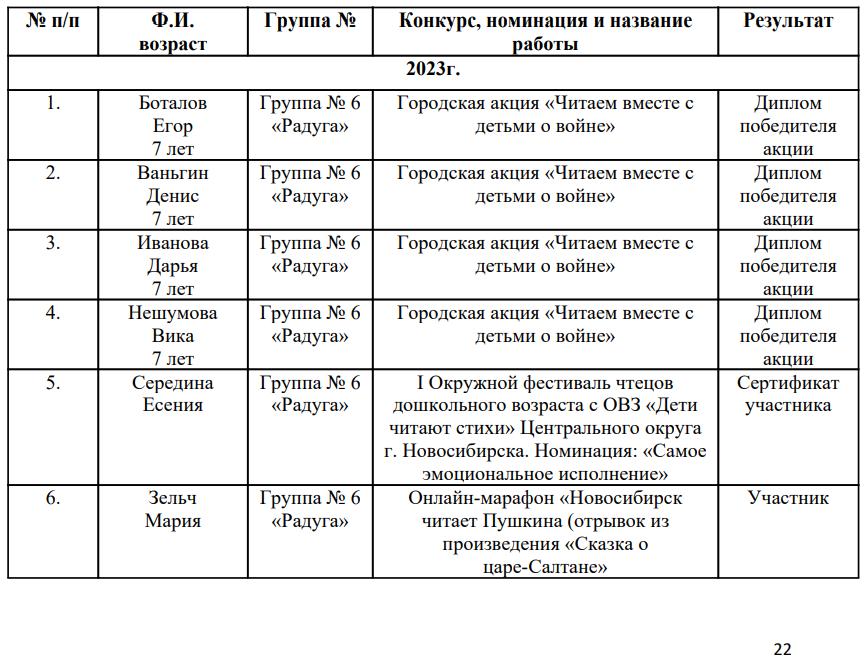 № п/п Ф.И. Группа № Конкурс, номинация и название Результат
возраст работы
2023г.
1. Боталов Группа № 6 Городская акция «Читаем вместе с Диплом
Егор «Радуга» детьми о войне» победителя
7 лет акции
2. Ваньгин Группа № 6 Городская акция «Читаем вместе с Диплом
Денис «Радуга» детьми о войне» победителя
7 лет акции
3. Иванова Группа № 6 Городская акция «Читаем вместе с Диплом
Дарья «Радуга» детьми о войне» победителя
7 лет акции
4. Нешумова Группа № 6 Городская акция «Читаем вместе с Диплом
Вика «Радуга» детьми о войне» победителя
7 лет акции
5. Середина Группа № 6 I Окружной фестиваль чтецов Сертификат
Есения «Радуга» дошкольного возраста с ОВЗ «Дети участника
читают стихи» Центрального округа
г. Новосибирска. Номинация: «Самое
эмоциональное исполнение»
6. Зельч Группа № 6 Онлайн-марафон «Новосибирск Участник
Мария «Радуга» читает Пушкина (отрывок из
произведения «Сказка о
царе-Салтане»
22